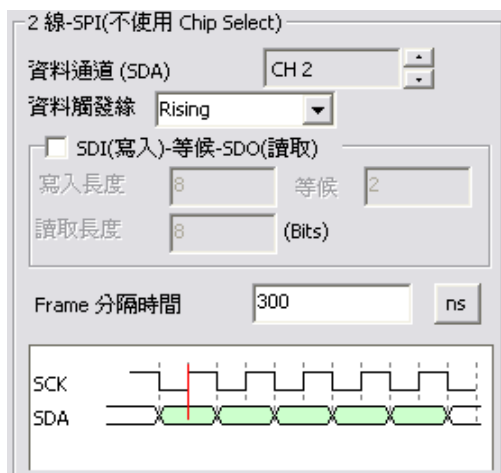 2 線-SPI(不使用 Chip Select)
資料通道 (SDA) CH 2
資料觸發緣 Rising
SDI(寫入)-等候-SDO(讀取)
寫入長度 8 等候 2
讀取長度 8 (Bits)
Frame 分隔時間 300 ns
SCK
SDA